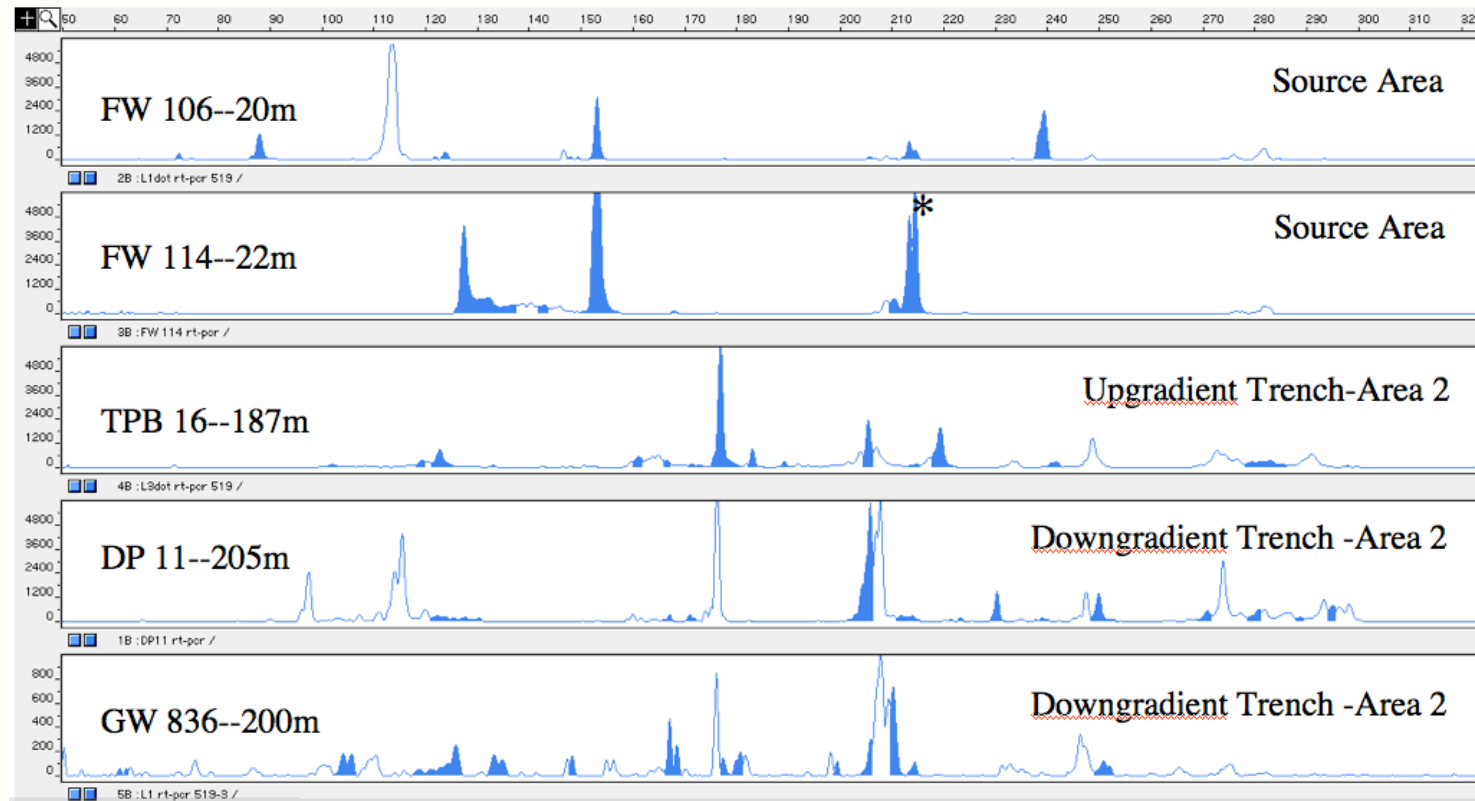 50 60 70 80 90 100 110 120 130 140 150 160 170 180 190 200 210 220 230 240 250 260 270 280 290 300 310 32
4800
3600
2400
1200
0
FW 106--20m
Source Area
2B :L1dot rt-pcr 519 /
4800
3600
2400
1200
0
FW 114--22m
*
Source Area
3B :FW 114 rt-pcr /
4800
3600
2400
1200
0
TPB 16--187m
Upgradient Trench-Area 2
4B :L3dot rt-pcr 519 /
4800
3600
2400
1200
0
DP 11--205m
Downgradient Trench -Area 2
1B :DP11 rt-pcr /
800
600
400
200
0
GW 836--200m
Downgradient Trench -Area 2
5B :L1 rt-pcr 519-3 /